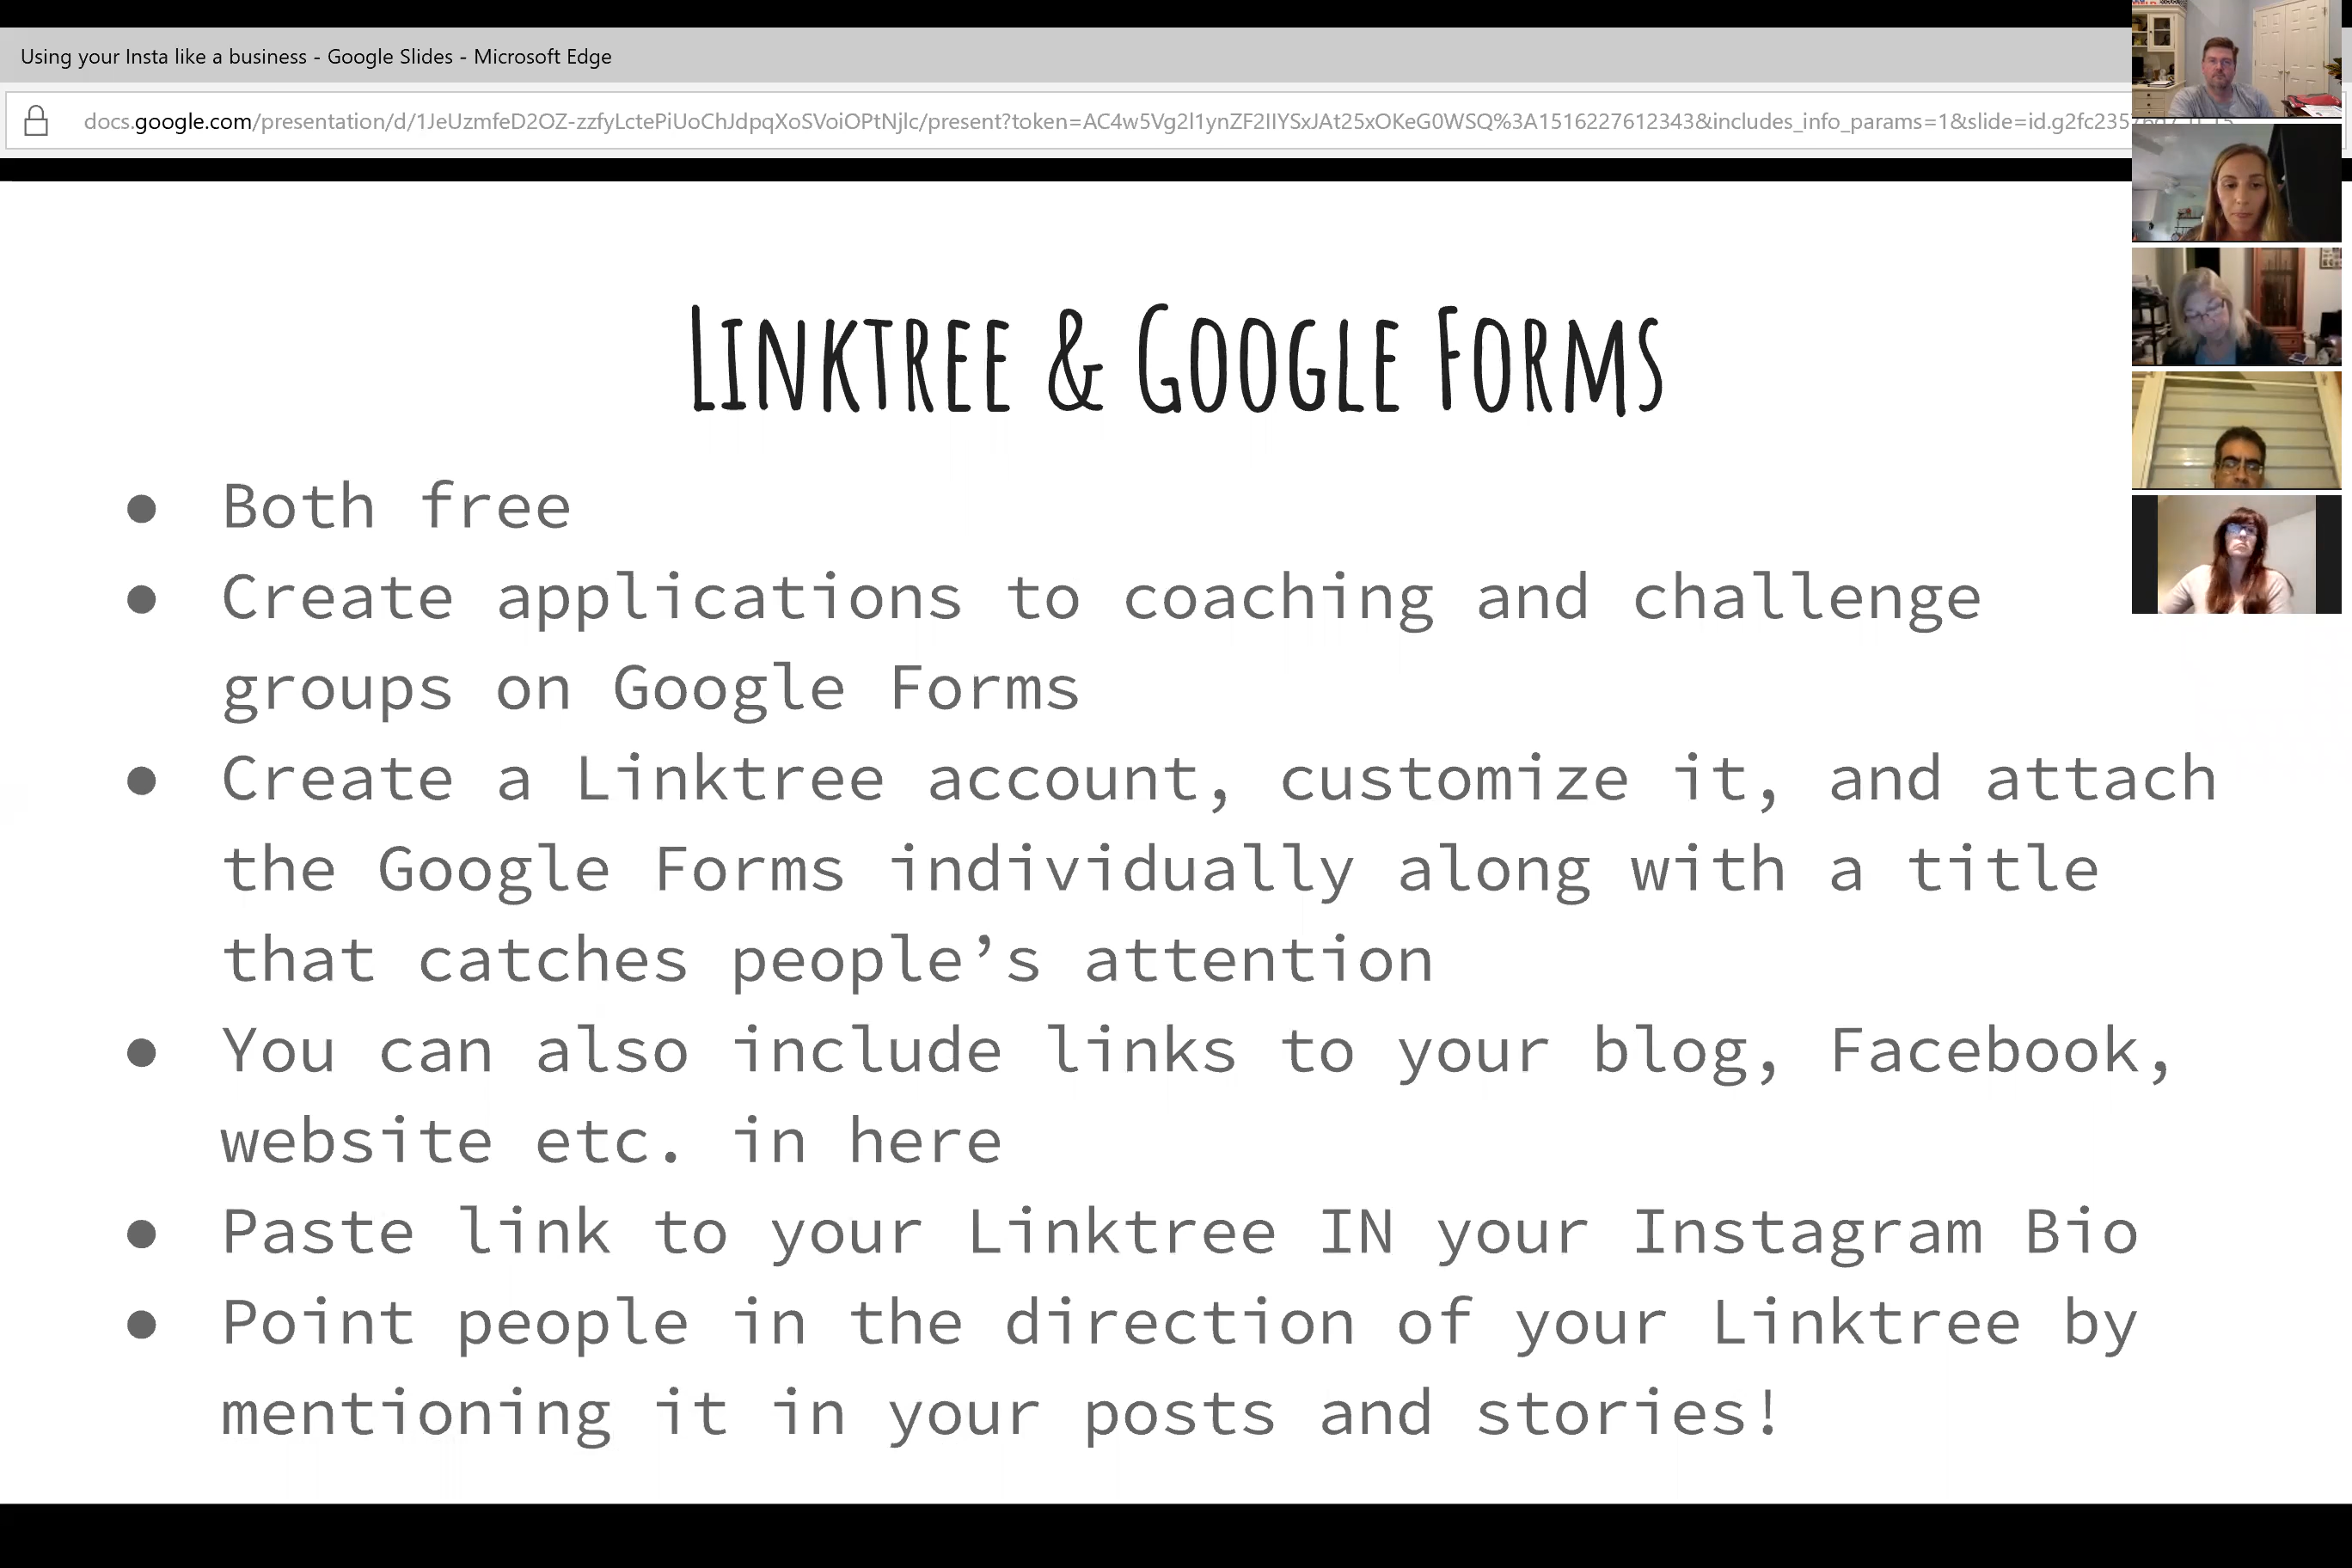 Using your Insta like a business - Google Slides - Microsoft Edge
docs.google.com/presentation/d/1JeUzmfeD2OZ-zzfyLctePiUoChJdpqXoSVoiOPtNjlc/present?token=AC4w5Vg2l1ynZF2IIYSxJAt25xOKeG0WSQ%3A1516227612343&includes_info_params=1&slide=id.g2fc235
LINKTREE & GOOGLE FORMS
● Both free
● Create applications to coaching and challenge
groups on Google Forms
● Create a Linktree account, customize it, and attach
the Google Forms individually along with a title
that catches people’s attention
● You can also include links to your blog, Facebook,
website etc. in here
● Paste link to your Linktree IN your Instagram Bio
● Point people in the direction of your Linktree by
mentioning it in your posts and stories!